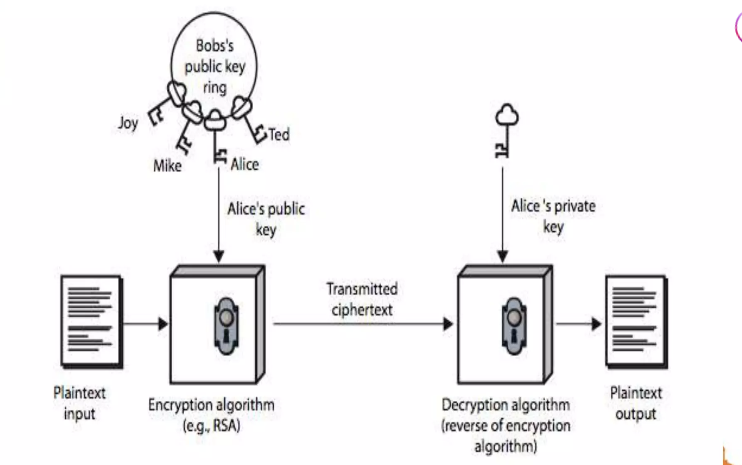 Bobs's
public key
ring
Joy
Ted
Mike
Alice
Alice's public
key
Alice 's private
key
Transmitted
ciphertext
Plaintext
input
Encryption algorithm
(e.g., RSA)
Decryption algorithm
(reverse of encryption
algorithm)
Plaintext
output